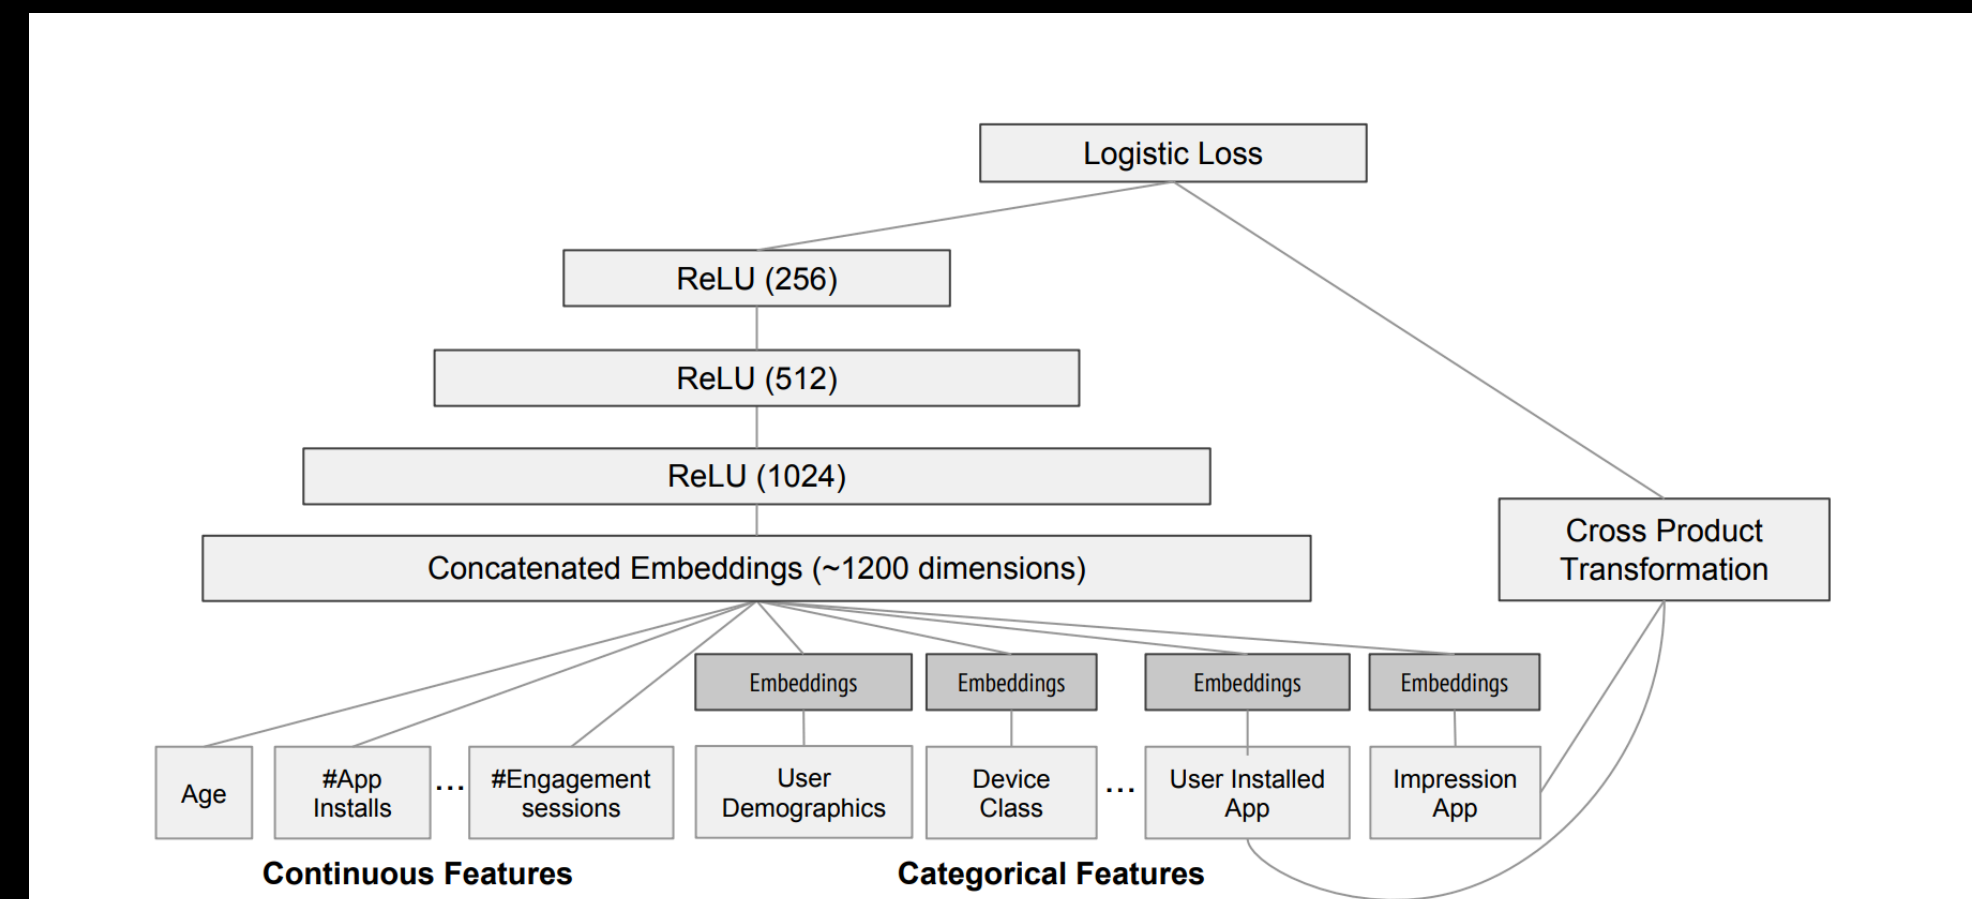 Logistic Loss
ReLU (256)
ReLU (512)
ReLU (1024)
Concatenated Embeddings (~1200 dimensions)
Cross Product
Transformation
Embeddings
Embeddings
Embeddings
Embeddings
Age
#App
Installs
...
#Engagement
sessions
User
Demographics
Device
Class
...
User Installed
App
Impression
App
Continuous Features
Categorical Features